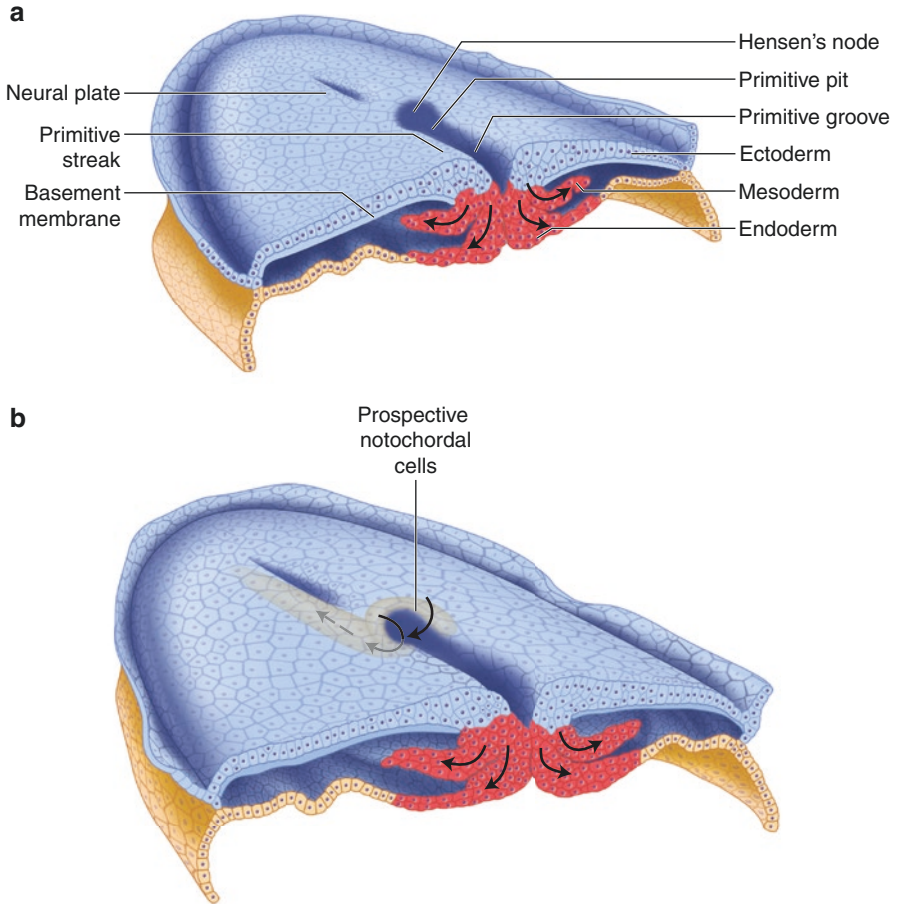 a
Hensen's node
Primitive pit
Primitive groove
Ectoderm
Mesoderm
Endoderm
Neural plate
Primitive
streak
Basement
membrane
b
Prospective
notochordal
cells